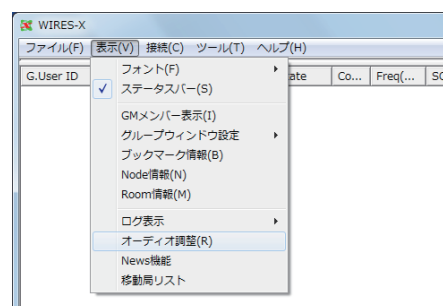 WIRES-X
ファイル(F) 表示(V) 接続(C) ツール(T) ヘルプ(H)
G.User ID ate Co... Freq(... SQ
フォント(F)
ステータスバー(S)
GMメンバー表示(I)
グループウィンドウ設定
ブックマーク情報(B)
Node情報(N)
Room情報(M)
ログ表示
オーディオ調整(R)
News機能
移動局リスト